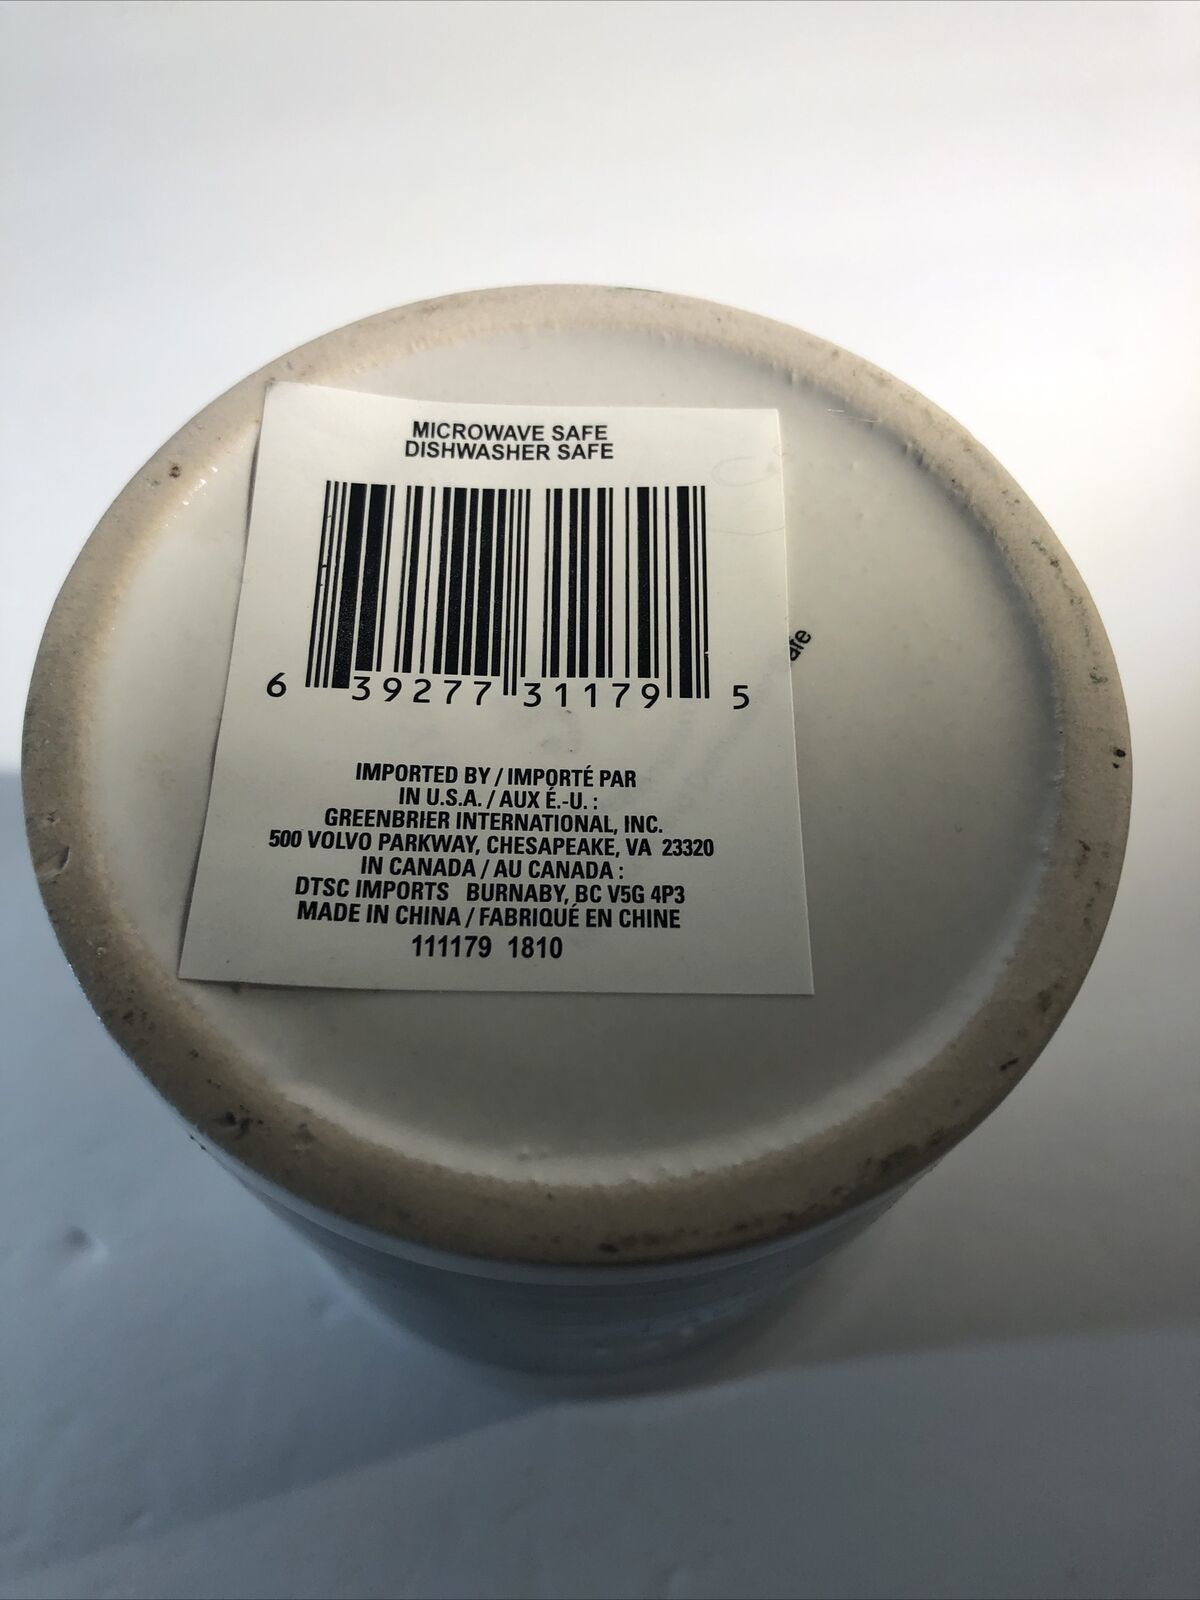 MICROWAVE SAFE
DISHWASHER SAFE
6 39277 31179 5
IMPORTED BY / IMPORTÉ PAR
IN U.S.A. / AUX É.-U. :
GREENBRIER INTERNATIONAL, INC.
500 VOLVO PARKWAY, CHESAPEAKE, VA 23320
IN CANADA / AU CANADA :
DTSC IMPORTS BURNABY, BC V5G 4P3
MADE IN CHINA / FABRIQUÉ EN CHINE
111179 1810